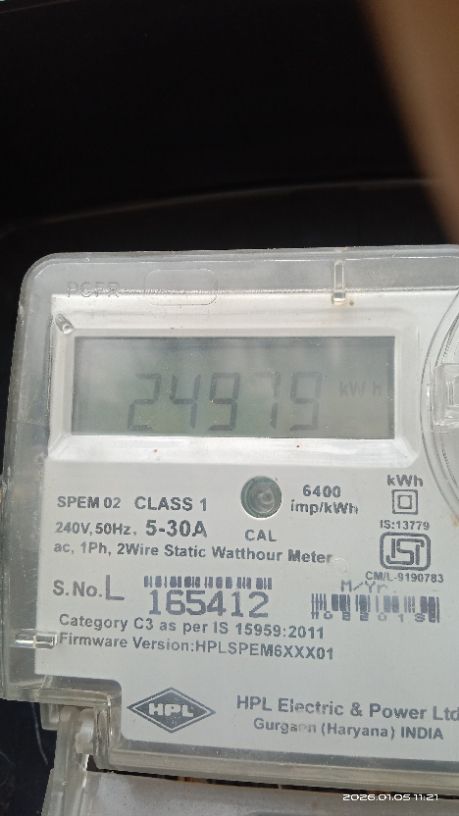 24979 kWh
SPEM 02 CLASS 1
6400
imp/kWh
kWh
240V,50Hz, 5-30A
CAL
IS:13779
ac, 1Ph, 2Wire Static Watthour Meter
ISI
CM/L-9190783
S.No. L 165412
M/Yr.
Category C3 as per IS 15959:2011
Firmware Version:HPLSPEM6XXX01
HPL
HPL Electric & Power Ltd
Gurgaon (Haryana) INDIA
2026.01.05 11:21